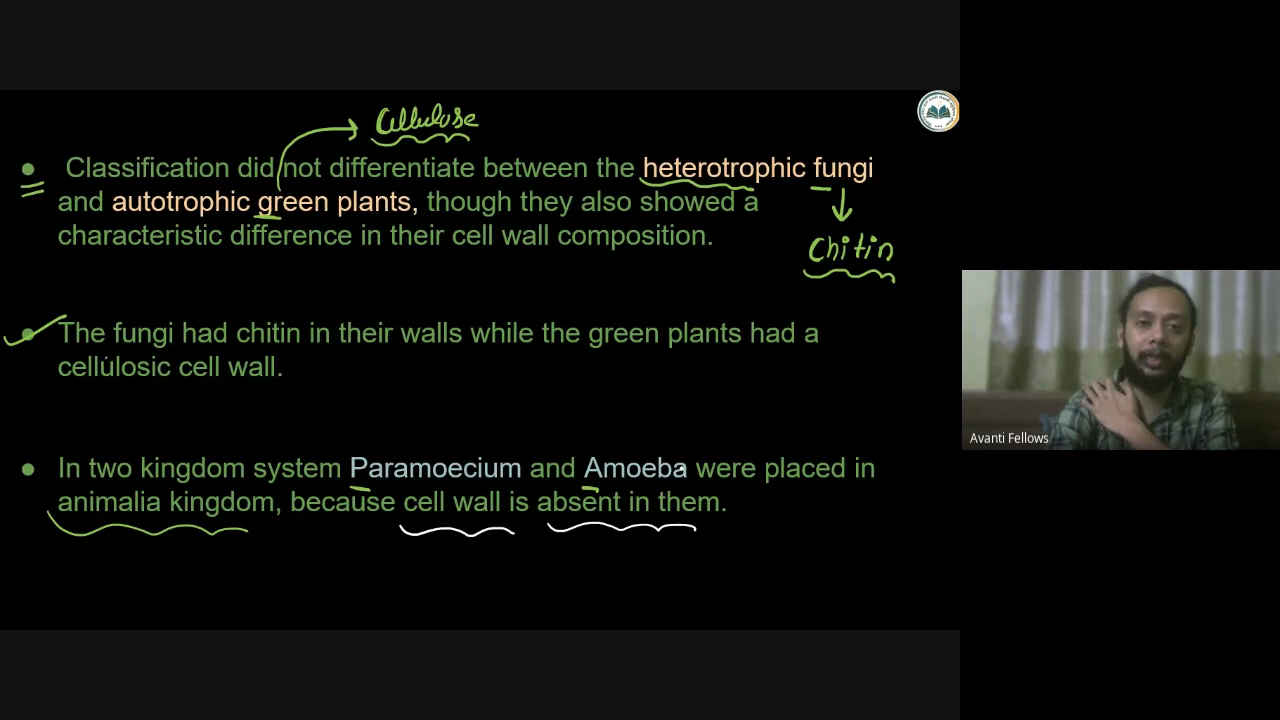 Cellulose
● Classification did not differentiate between the heterotrophic fungi
and autotrophic green plants, though they also showed a
characteristic difference in their cell wall composition.
Chitin
● The fungi had chitin in their walls while the green plants had a
cellulosic cell wall.
Avanti Fellows
● In two kingdom system Paramoecium and Amoeba were placed in
animalia kingdom, because cell wall is absent in them.